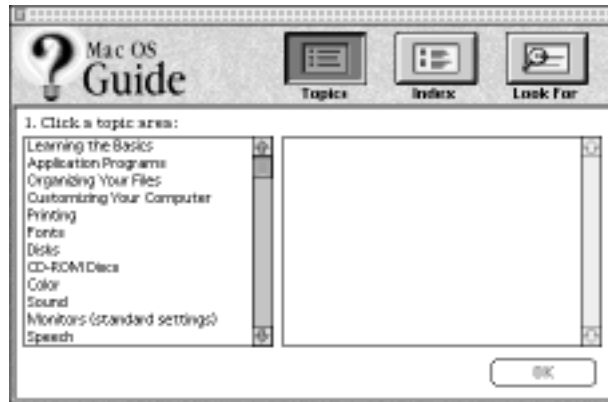 Mac OS
Guide
Topics
Index
Look For
1. Click a topic area:
Learning the Basics
Application Programs
Organizing Your Files
Customizing Your Computer
Printing
Fonts
Disks
CD-ROM Discs
Color
Sound
Monitors (standard settings)
Speech
OK